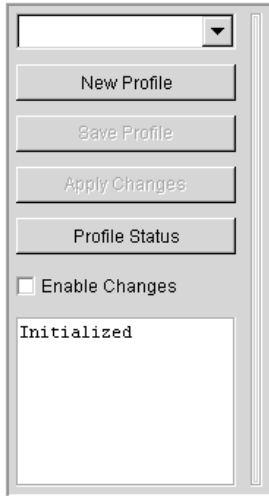 New Profile
Save Profile
Apply Changes
Profile Status
Enable Changes
Initialized